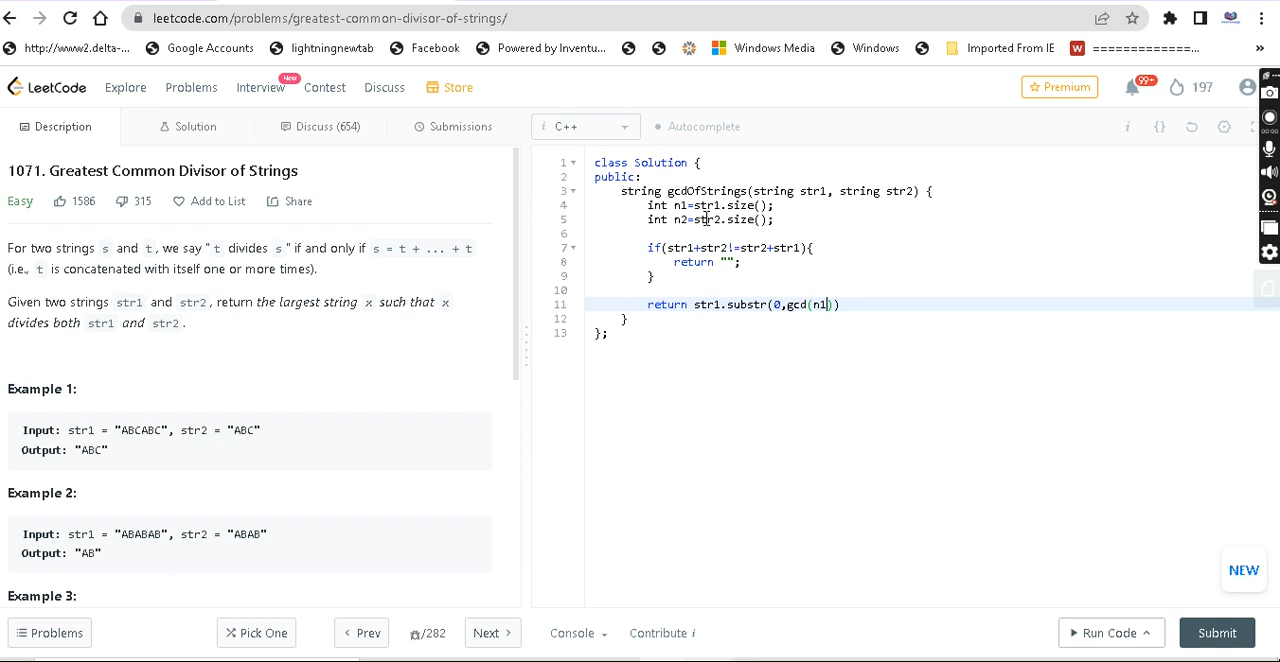 leetcode.com/problems/greatest-common-divisor-of-strings/
http://www2.delta-... Google Accounts lightningnewtab Facebook Powered by Inventu... Windows Media Windows Imported From IE W =============... »
LeetCode Explore Problems Interview New Contest Discuss Store Premium 99+ 197
Description Solution Discuss (654) Submissions
i C++ Autocomplete i {}
1071. Greatest Common Divisor of Strings
Easy 1586 315 Add to List Share
For two strings s and t, we say "t divides s" if and only if s = t + ... + t
(i.e., t is concatenated with itself one or more times).
Given two strings str1 and str2, return the largest string x such that x
divides both str1 and str2.
Example 1:
Input: str1 = "ABCABC", str2 = "ABC"
Output: "ABC"
Example 2:
Input: str1 = "ABABAB", str2 = "ABAB"
Output: "AB"
Example 3:
1 class Solution {
2 public:
3 string gcdOfStrings(string str1, string str2) {
4 int n1=str1.size();
5 int n2=str2.size();
6
7 if(str1+str2!=str2+str1){
8 return "";
9 }
10
11 return str1.substr(0,gcd(n1))
12 }
13 };
00:00
NEW
Problems Pick One Prev /282 Next Console Contribute i Run Code Submit